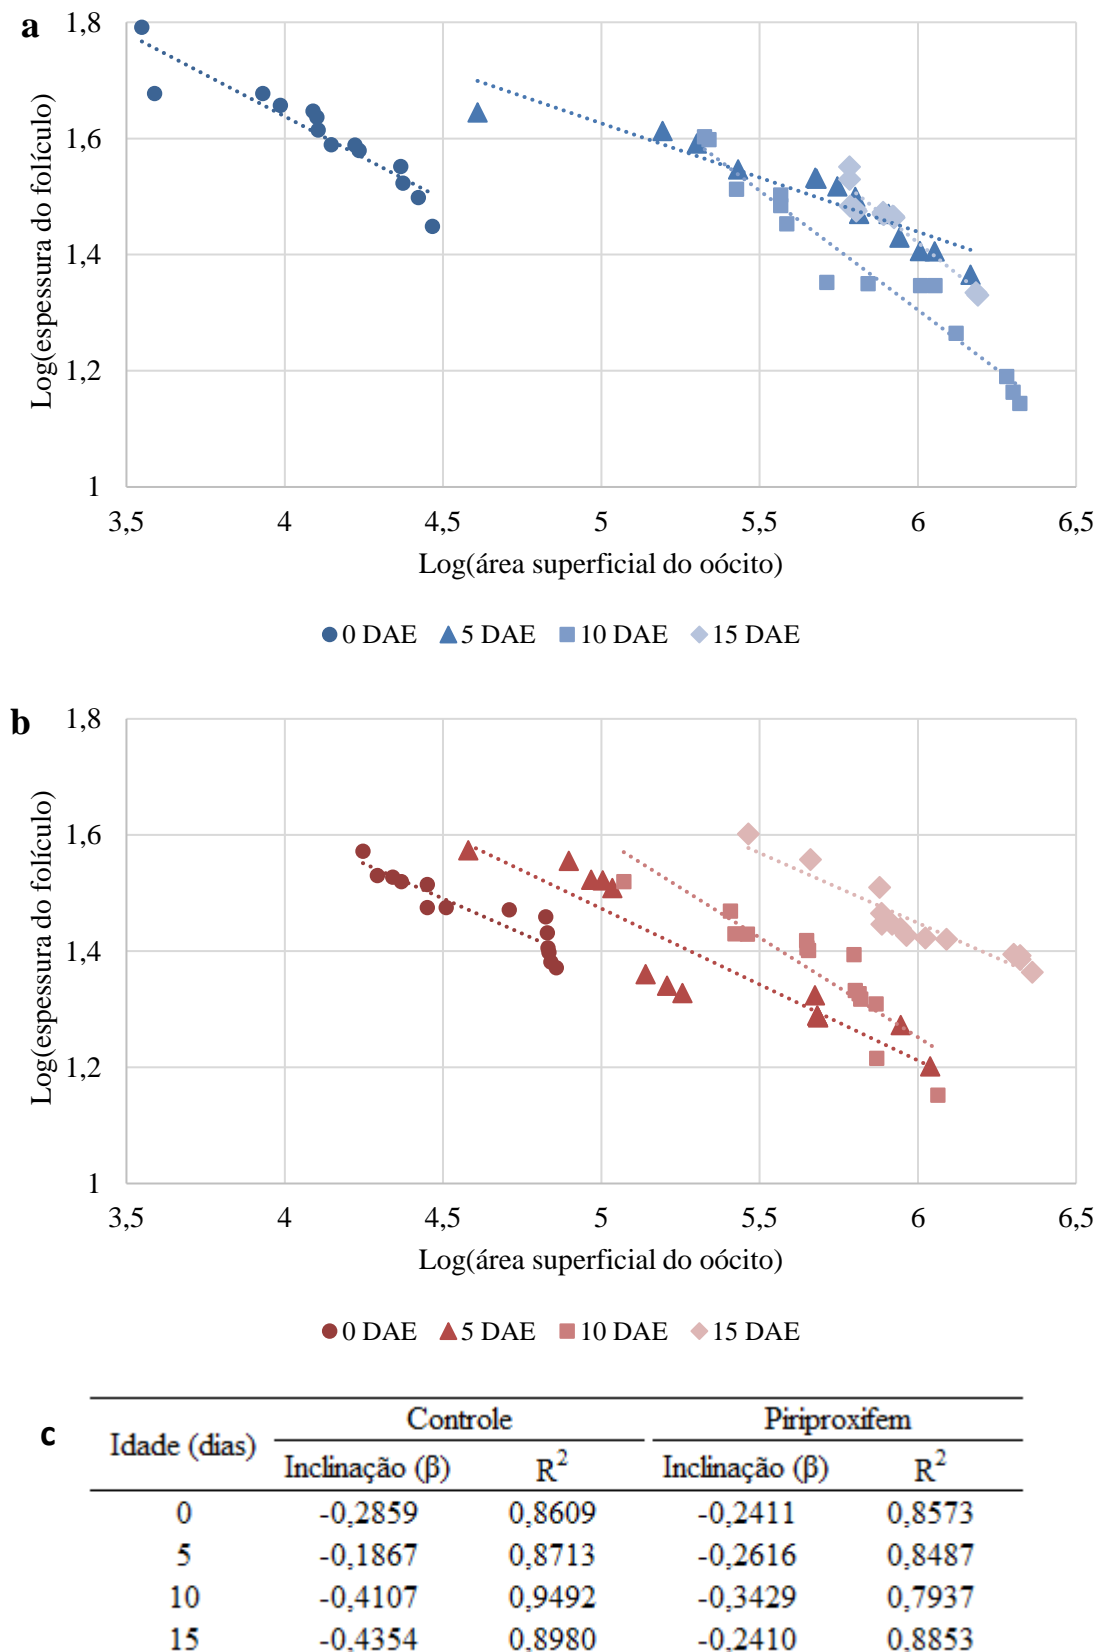 a
Log(espessura do folículo)
1,8
1,6
1,4
1,2
1
3,5 4 4,5 5 5,5 6 6,5
Log(área superficial do oócito)
0 DAE 5 DAE 10 DAE 15 DAE
b
Log(espessura do folículo)
1,8
1,6
1,4
1,2
1
3,5 4 4,5 5 5,5 6 6,5
Log(área superficial do oócito)
0 DAE 5 DAE 10 DAE 15 DAE
c
Idade (dias) Controle Piriproxifem
Inclinação (β) R² Inclinação (β) R²
0 -0,2859 0,8609 -0,2411 0,8573
5 -0,1867 0,8713 -0,2616 0,8487
10 -0,4107 0,9492 -0,3429 0,7937
15 -0,4354 0,8980 -0,2410 0,8853